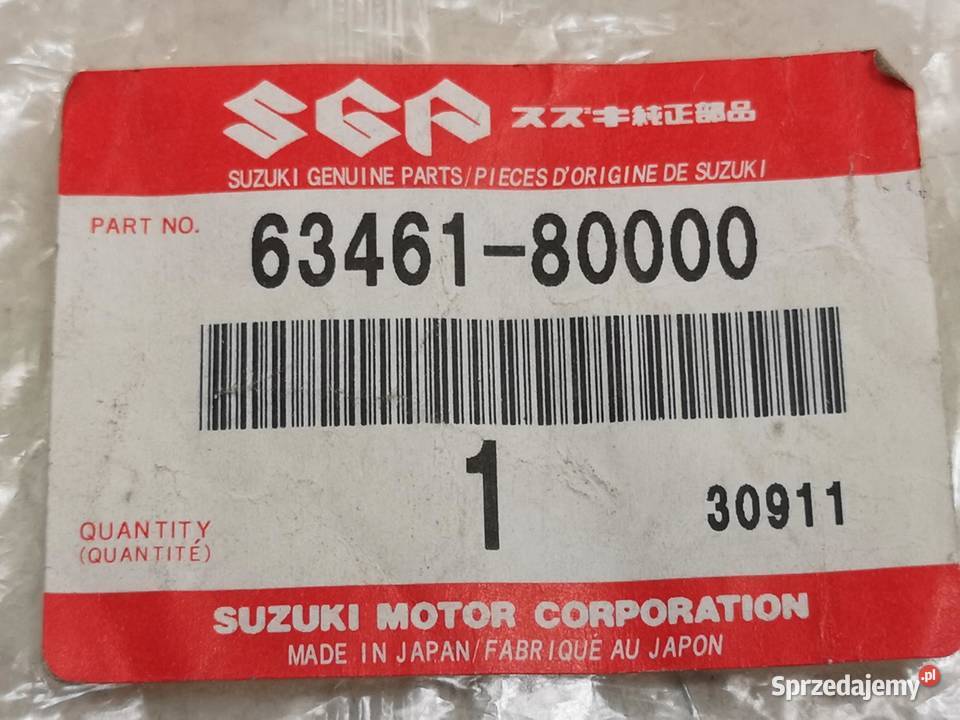 SGP スズキ純正部品
SUZUKI GENUINE PARTS/PIECES D'ORIGINE DE SUZUKI
PART NO. 63461-80000
1
30911
QUANTITY
(QUANTITÉ)
SUZUKI MOTOR CORPORATION
MADE IN JAPAN/FABRIQUÉ AU JAPON
Sprzedajemy.pl